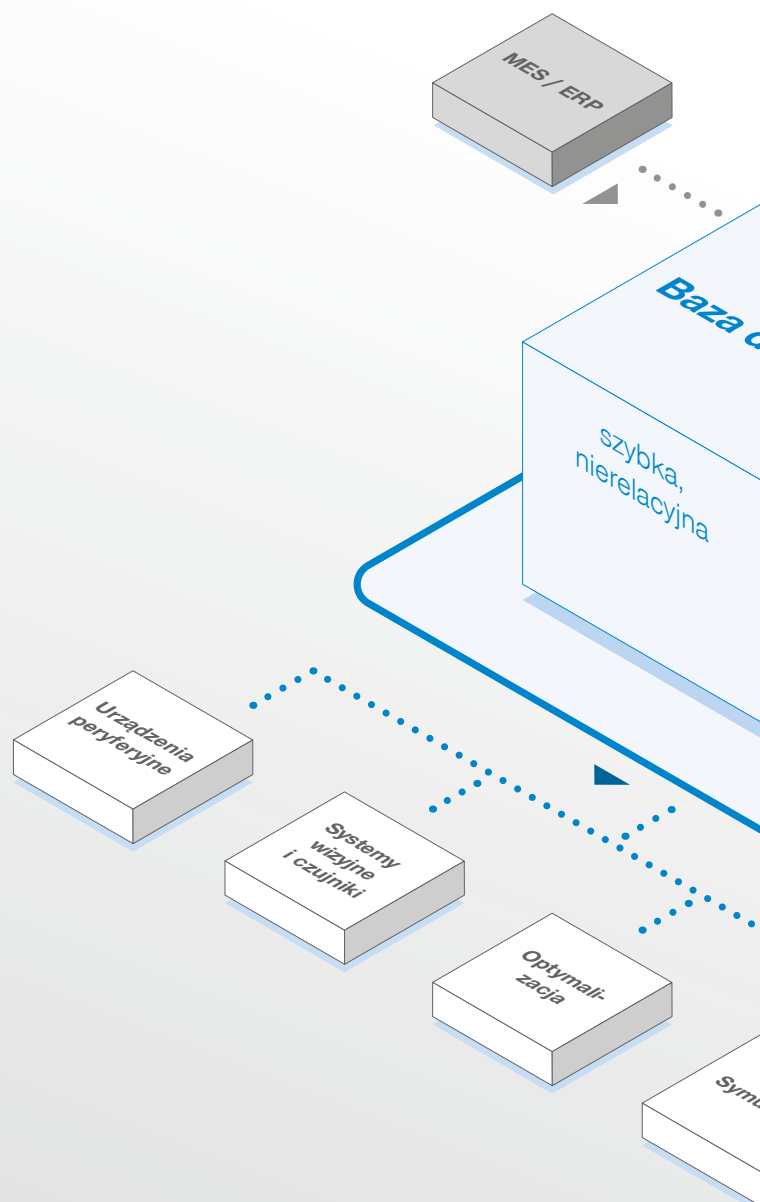 MES / ERP
Baza
szybka,
nierelacyjna
Urządzenia
peryferyjne
Systemy
wizyjne
i czujniki
Optymali-
zacja